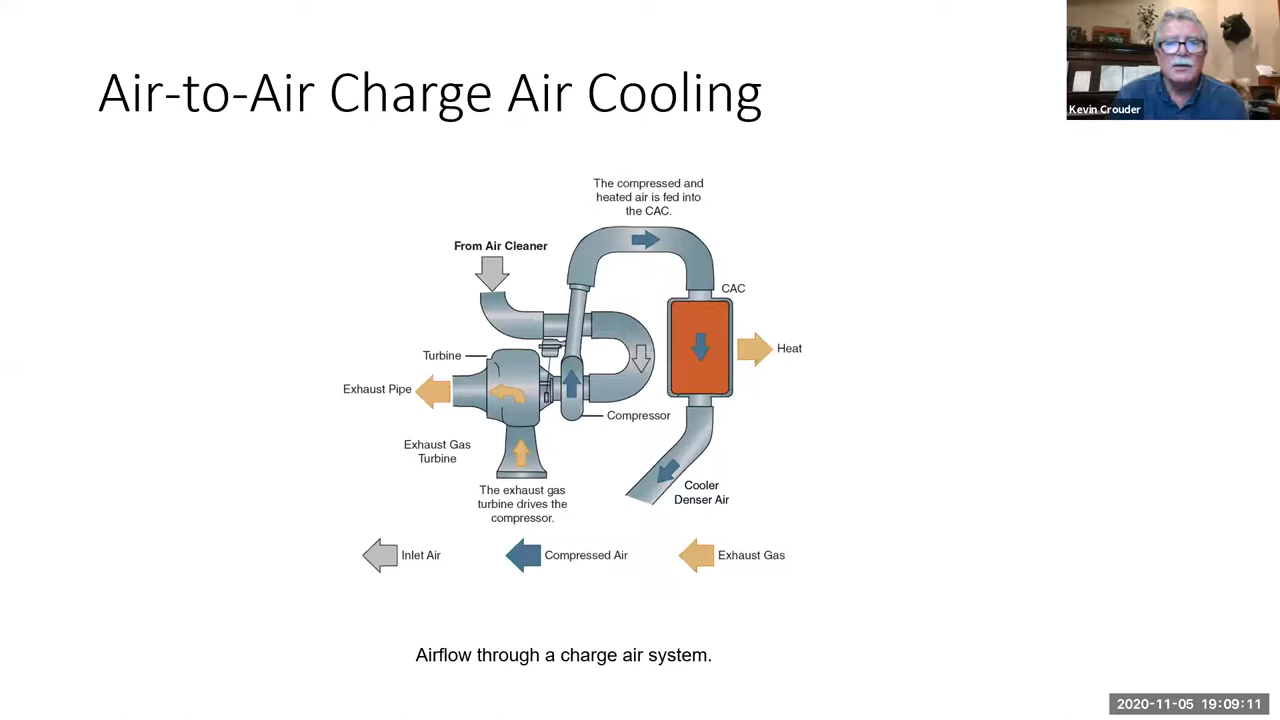 Air-to-Air Charge Air Cooling
Kevin Crouder
The compressed and
heated air is fed into
the CAC.
From Air Cleaner
CAC
Turbine
Heat
Exhaust Pipe
Compressor
Exhaust Gas
Turbine
Cooler
Denser Air
The exhaust gas
turbine drives the
compressor.
Inlet Air
Compressed Air
Exhaust Gas
Airflow through a charge air system.
2020-11-05 19:09:11